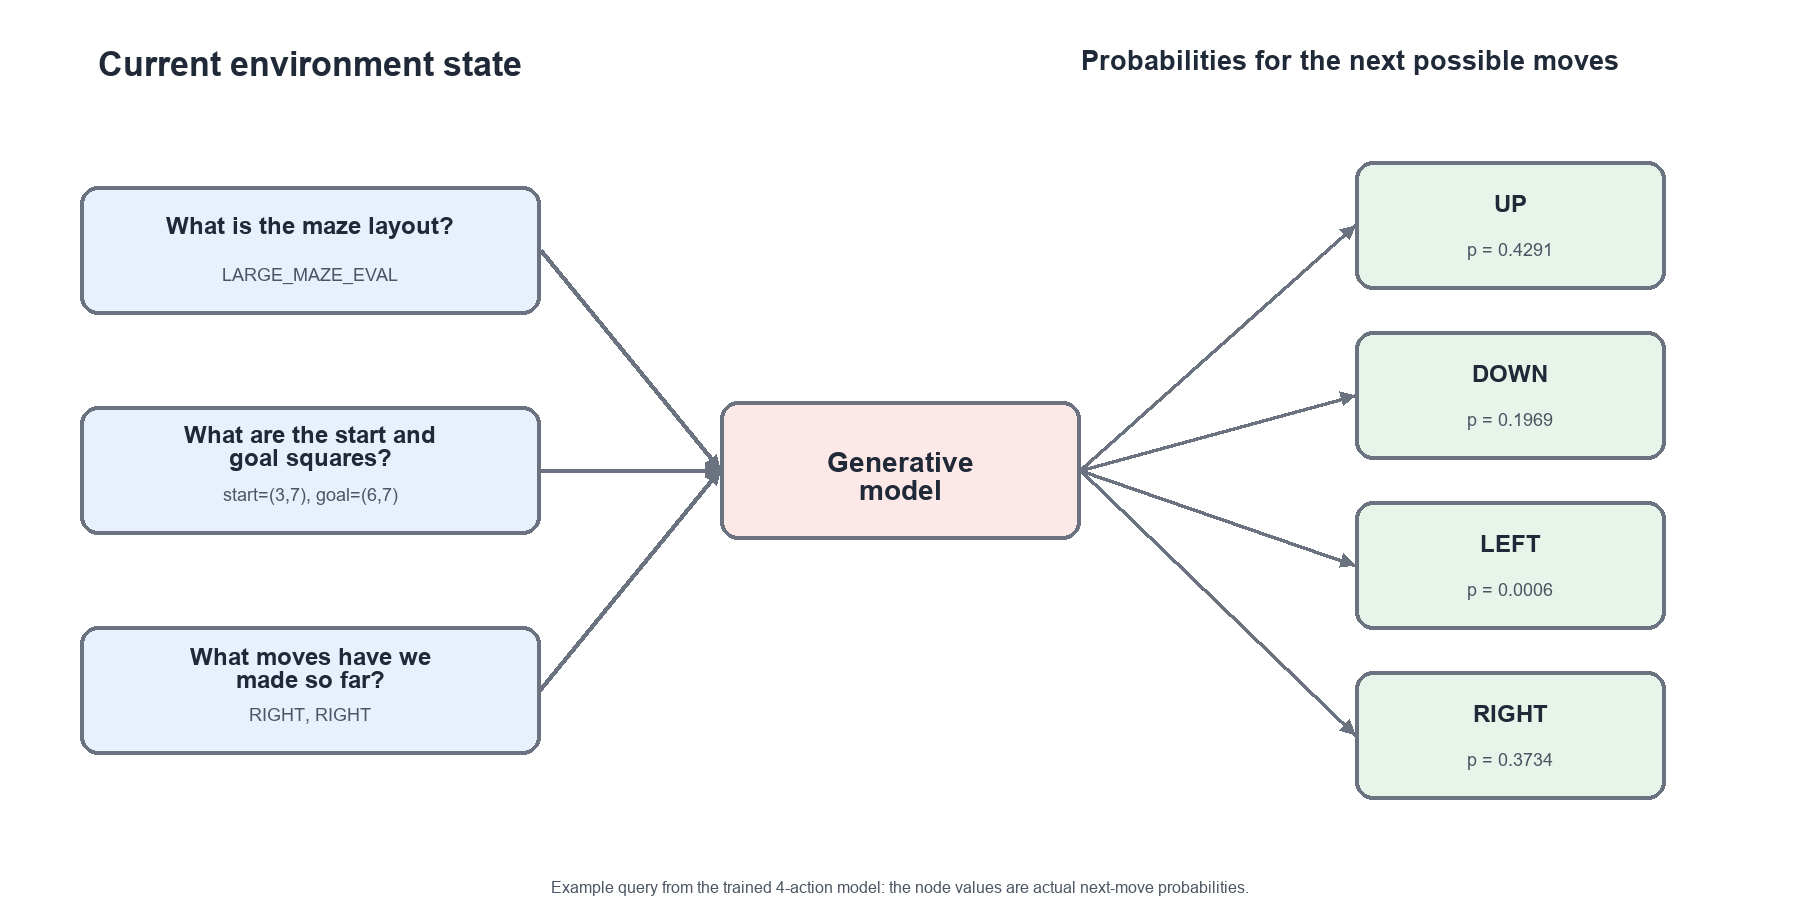 Current environment state
Probabilities for the next possible moves
What is the maze layout?
LARGE_MAZE_EVAL
What are the start and
goal squares?
start=(3,7), goal=(6,7)
What moves have we
made so far?
RIGHT, RIGHT
Generative
model
UP
p = 0.4291
DOWN
p = 0.1969
LEFT
p = 0.0006
RIGHT
p = 0.3734
Example query from the trained 4-action model: the node values are actual next-move probabilities.